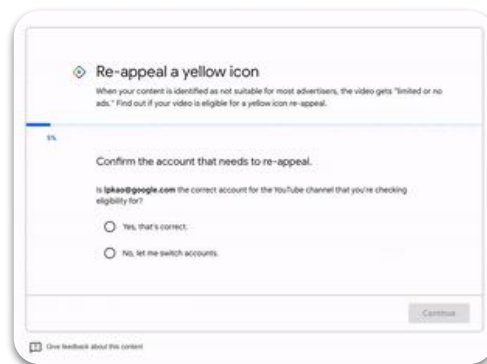 Re-appeal a yellow icon
When your content is identified as not suitable for most advertisers, the video gets "limited or no
ads." Find out if your video is eligible for a yellow icon re-appeal.
5%
Confirm the account that needs to re-appeal.
Is lpkao@google.com the correct account for the YouTube channel that you're checking
eligibility for?
Yes, that's correct.
No, let me switch accounts.
Continue
Give feedback about this content